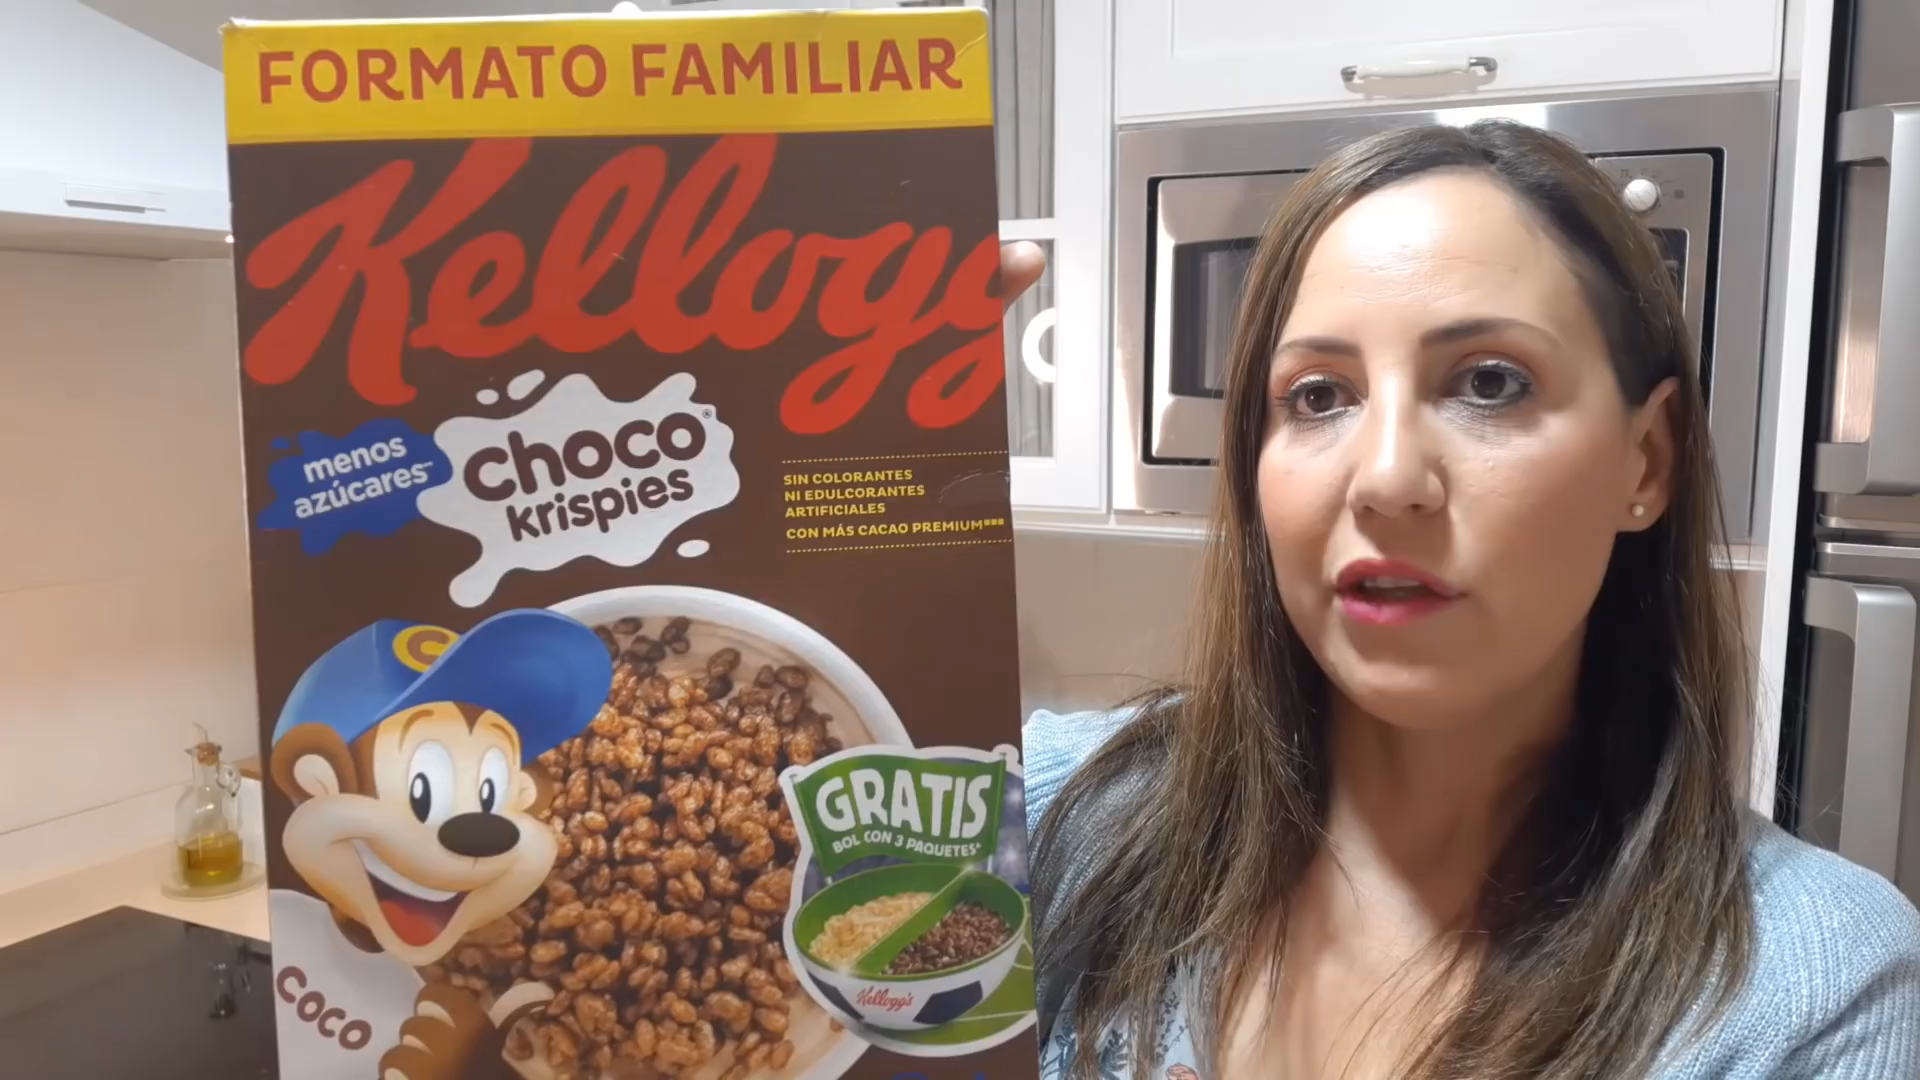 FORMATO FAMILIAR
Kellogg
menos
azúcares**
choco®
krispies
SIN COLORANTES
NI EDULCORANTES
ARTIFICIALES
CON MÁS CACAO PREMIUM***
C
GRATIS
BOL CON 3 PAQUETES*
Kellogg's
COCO